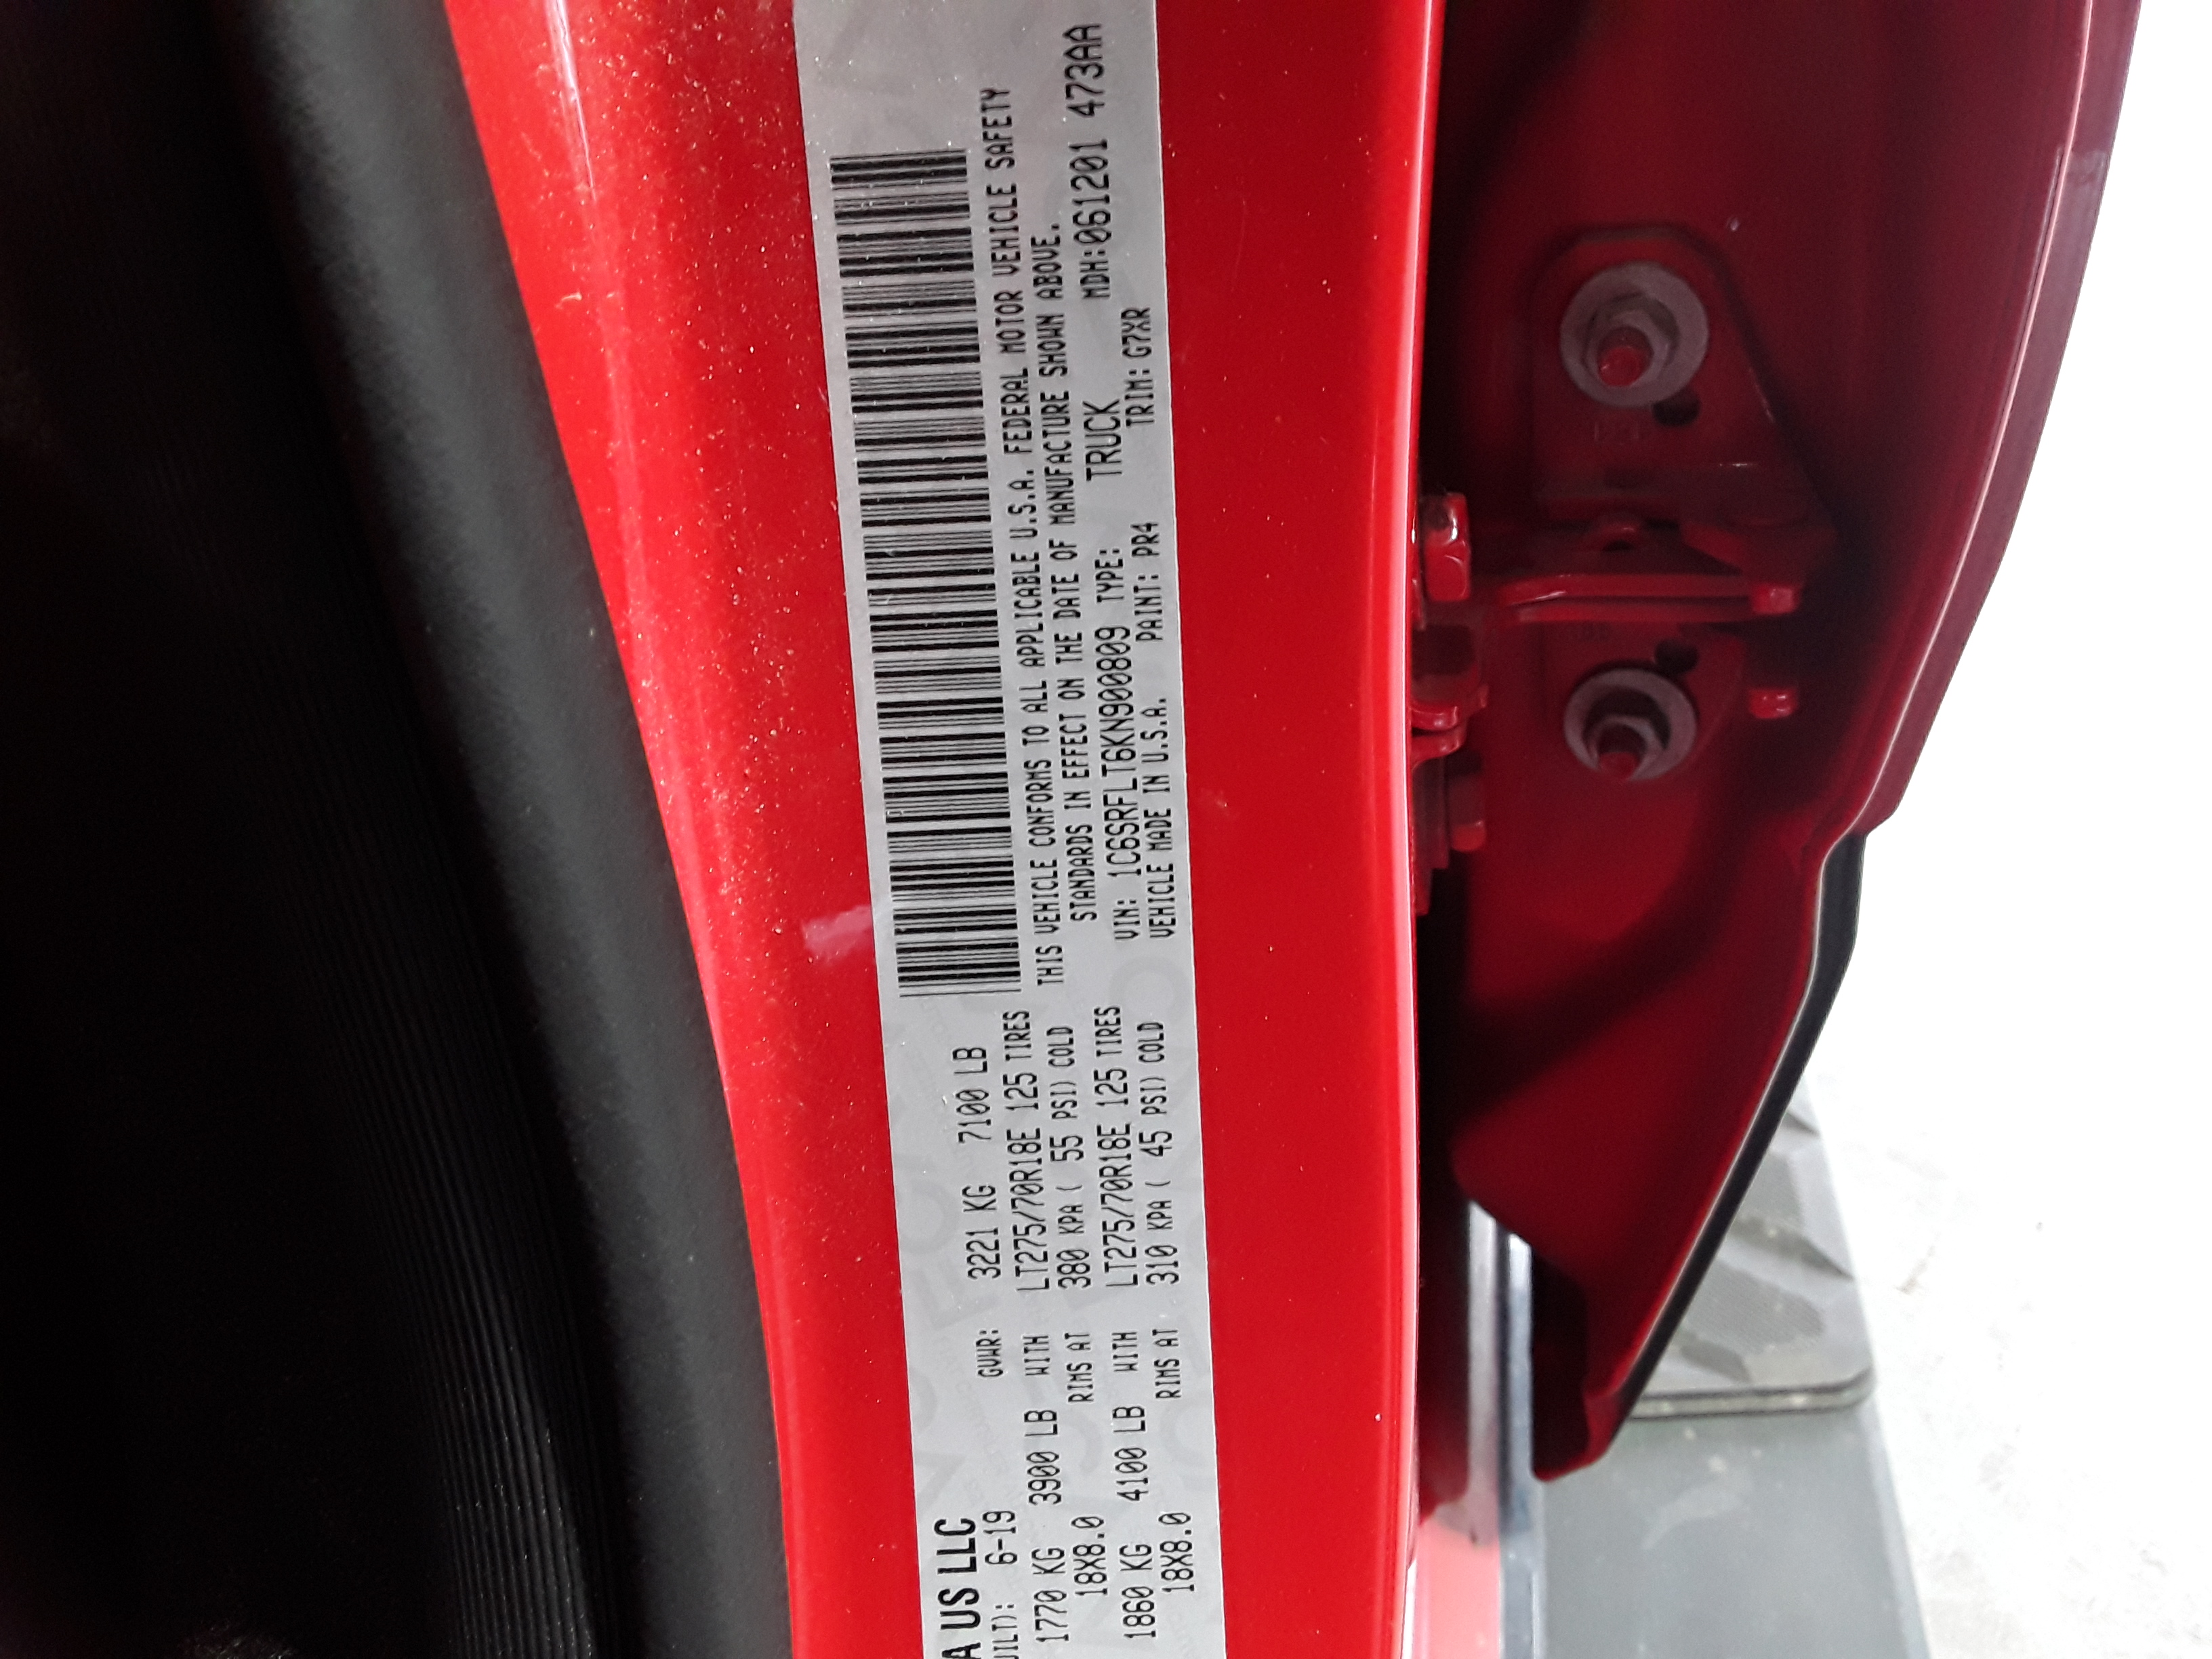 A US LLC
UILT): 6-19 GVWR: 3221 KG 7100 LB
1770 KG 3900 LB WITH LT275/70R18E 125 TIRES
18X8.0 RIMS AT 380 KPA ( 55 PSI) COLD
1860 KG 4100 LB WITH LT275/70R18E 125 TIRES
18X8.0 RIMS AT 310 KPA ( 45 PSI) COLD
THIS VEHICLE CONFORMS TO ALL APPLICABLE U.S.A. FEDERAL MOTOR VEHICLE SAFETY
STANDARDS IN EFFECT ON THE DATE OF MANUFACTURE SHOWN ABOVE.
VIN: 1C6SRFLT6KN900809 TYPE: TRUCK MDH:061201 473AA
VEHICLE MADE IN U.S.A. PAINT: PR4 TRIM: G7XR